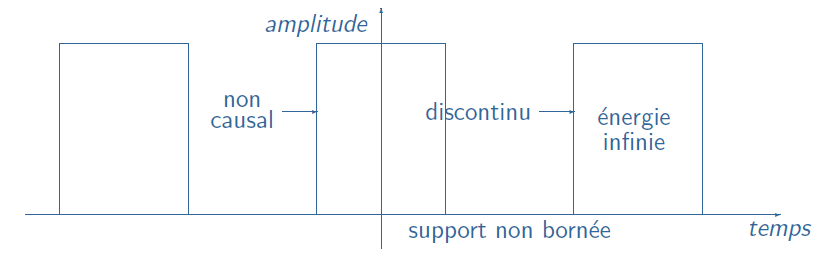 amplitude
non
causal
discontinu
énergie
infinie
support non bornée
temps